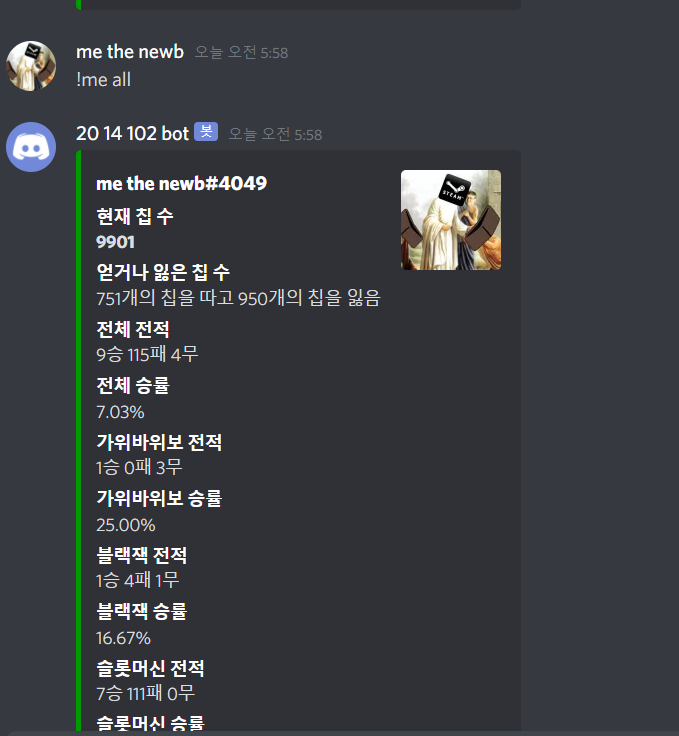 me the newb 오늘 오전 5:58
!me all
20 14 102 bot 봇 오늘 오전 5:58
me the newb#4049
STEAM
현재 칩 수
9901
얻거나 잃은 칩 수
751개의 칩을 따고 950개의 칩을 잃음
전체 전적
9승 115패 4무
전체 승률
7.03%
가위바위보 전적
1승 0패 3무
가위바위보 승률
25.00%
블랙잭 전적
1승 4패 1무
블랙잭 승률
16.67%
슬롯머신 전적
7승 111패 0무
슬롯머신 승률